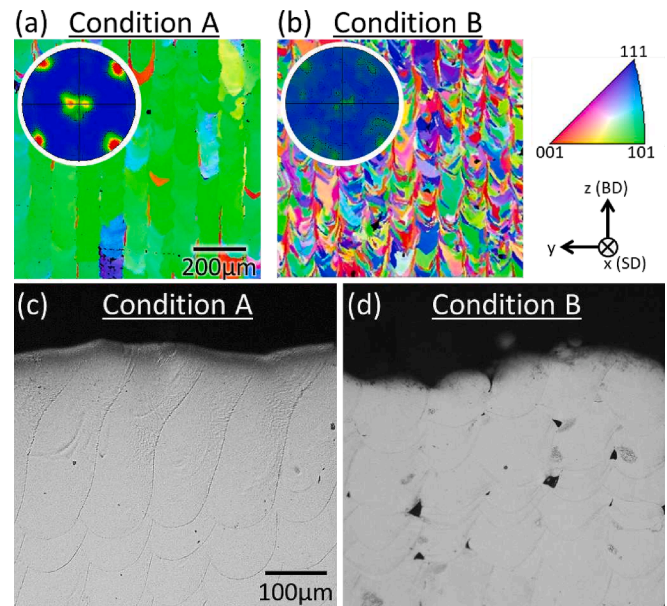 (a) Condition A
(b) Condition B
200μm
111
001
101
z (BD)
y
x (SD)
(c) Condition A
(d) Condition B
100μm